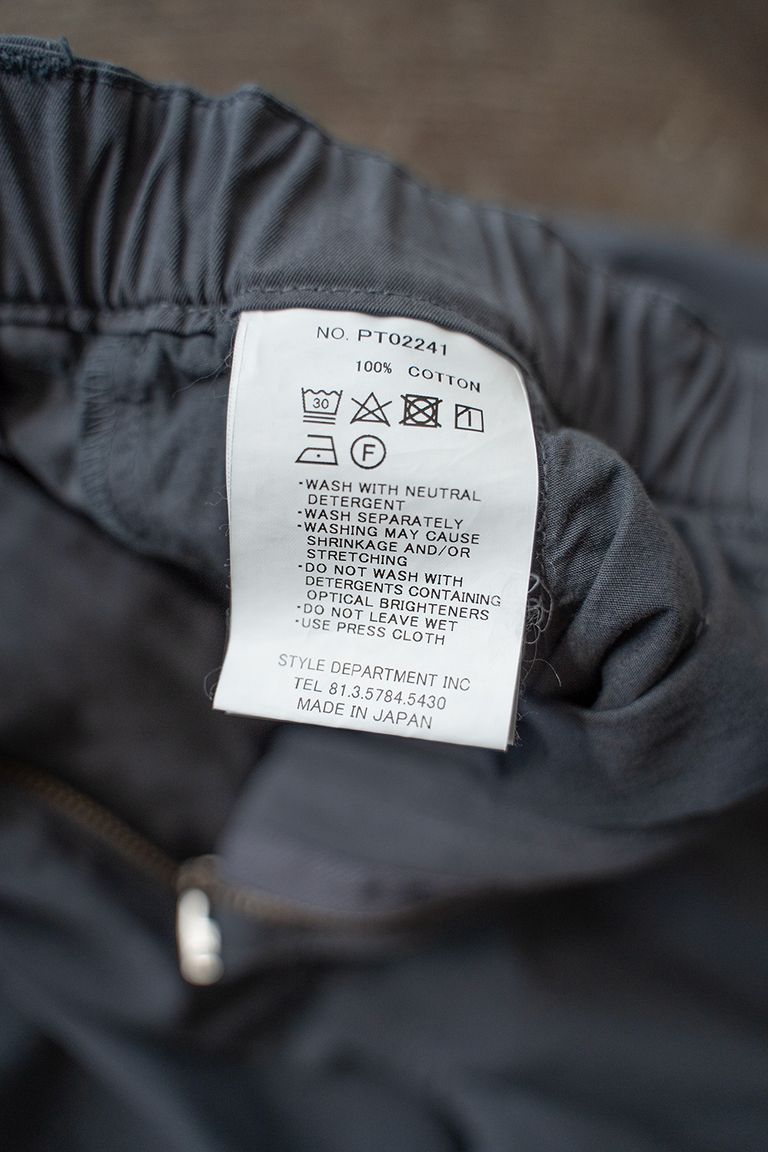 NO. PT02241
100% COTTON
30
F
·WASH WITH NEUTRAL
DETERGENT
·WASH SEPARATELY
·WASHING MAY CAUSE
SHRINKAGE AND/OR
STRETCHING
·DO NOT WASH WITH
DETERGENTS CONTAINING
OPTICAL BRIGHTENERS
·DO NOT LEAVE WET
·USE PRESS CLOTH
STYLE DEPARTMENT INC
TEL 81.3.5784.5430
MADE IN JAPAN